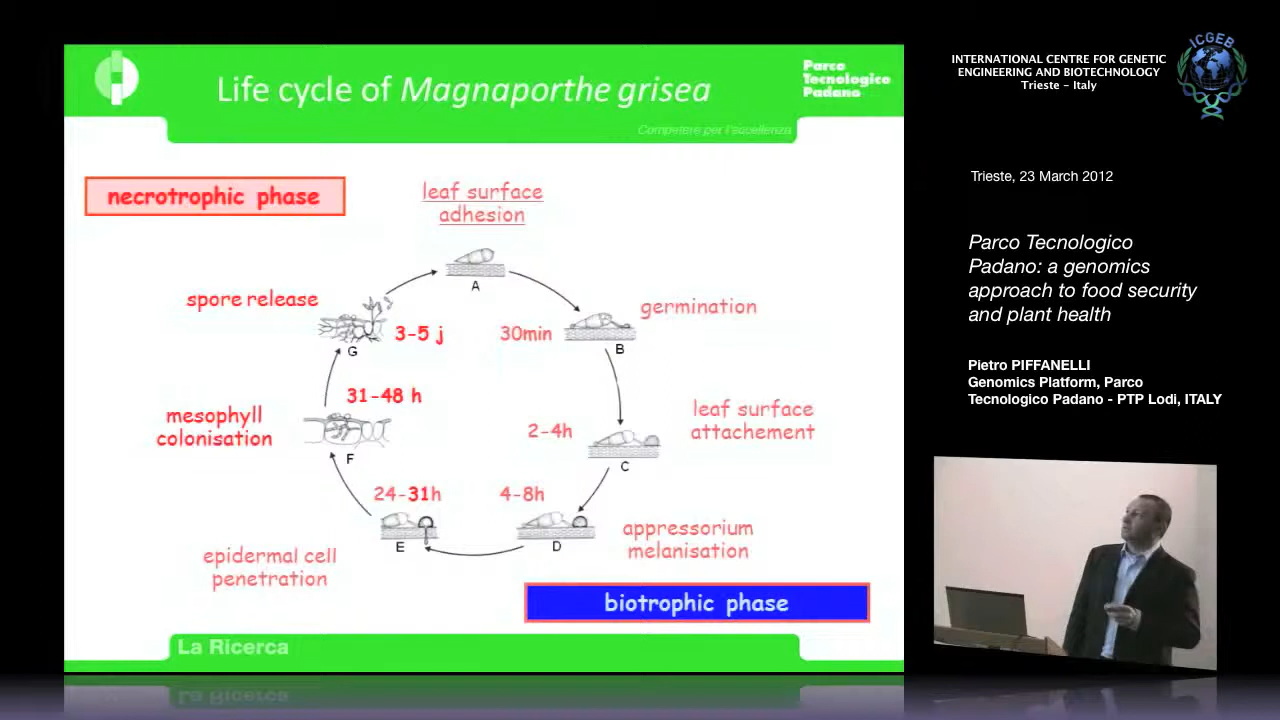 Life cycle of Magnaporthe grisea
Parco
Tecnologico
Padano
Competere per l'eccellenza
necrotrophic phase
leaf surface
adhesion
A
spore release
germination
3-5 j
30min
G
B
31-48 h
mesophyll
colonisation
leaf surface
attachement
2-4h
F
C
24-31h
4-8h
E
D
appressorium
melanisation
epidermal cell
penetration
biotrophic phase
La Ricerca
INTERNATIONAL CENTRE FOR GENETIC
ENGINEERING AND BIOTECHNOLOGY
Trieste - Italy
ICGEB
Trieste, 23 March 2012
Parco Tecnologico
Padano: a genomics
approach to food security
and plant health
Pietro PIFFANELLI
Genomics Platform, Parco
Tecnologico Padano - PTP Lodi, ITALY